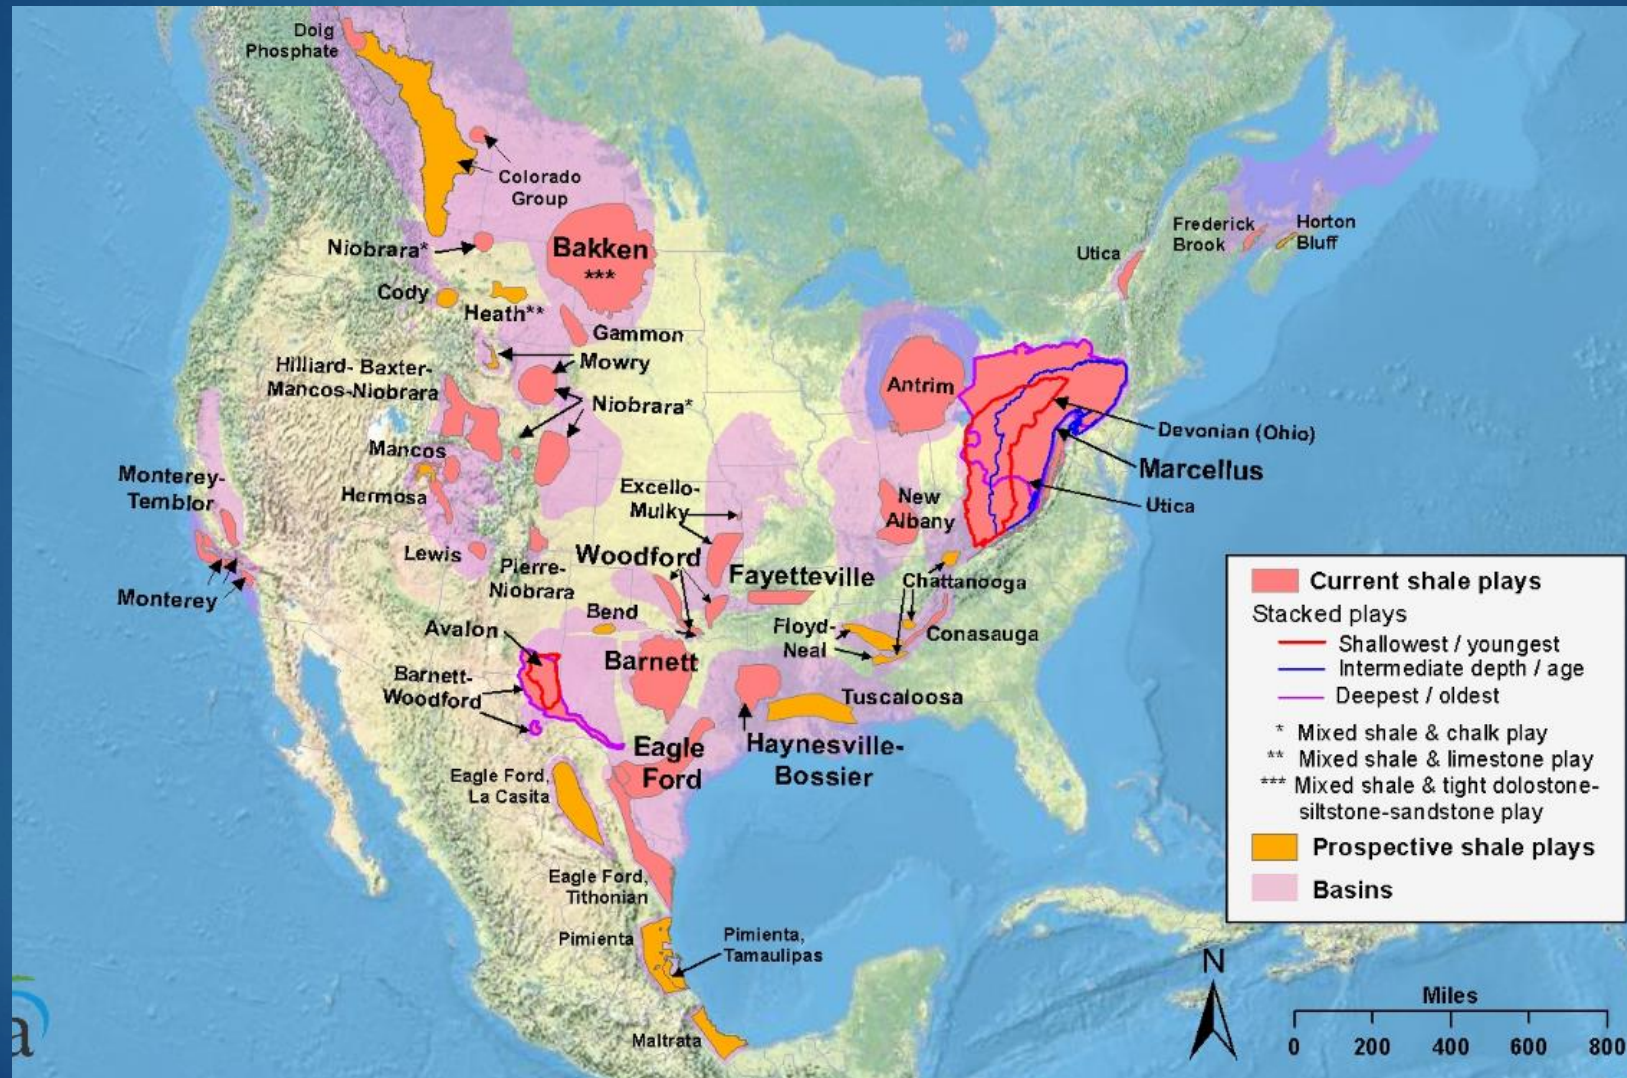 Doig
Phosphate
Colorado
Group
Niobrara*
Bakken
***
Cody
Heath**
Gammon
Mowry
Hilliard- Baxter-
Mancos-Niobrara
Niobrara*
Mancos
Hermosa
Monterey-
Temblor
Monterey
Lewis
Pierre-
Niobrara
Excello-
Mulky
Woodford
Fayetteville
Bend
Avalon
Barnett
Barnett-
Woodford
Eagle
Ford
Haynesville-
Bossier
Tuscaloosa
Floyd-
Neal
Chattanooga
Conasauga
New
Albany
Antrim
Devonian (Ohio)
Marcellus
Utica
Utica
Frederick
Brook
Horton
Bluff
Eagle Ford,
La Casita
Eagle Ford,
Tithonian
Pimienta
Pimienta,
Tamaulipas
Maltrata
Current shale plays
Stacked plays
Shallowest / youngest
Intermediate depth / age
Deepest / oldest
* Mixed shale & chalk play
** Mixed shale & limestone play
*** Mixed shale & tight dolostone-
siltstone-sandstone play
Prospective shale plays
Basins
N
Miles
0 200 400 600 800
a